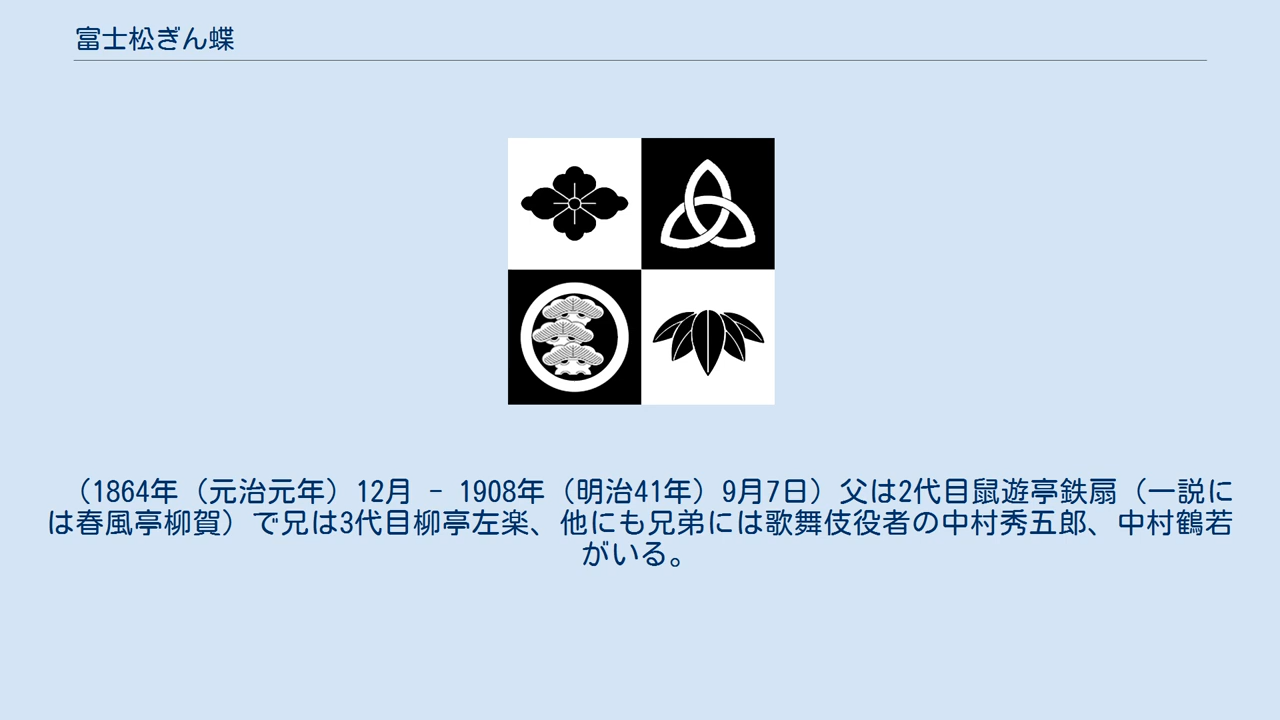 富士松ぎん蝶
（1864年（元治元年）12月 - 1908年（明治41年）9月7日）父は2代目鼠遊亭鉄扇（一説に
は春風亭柳賀）で兄は3代目柳亭左楽、他にも兄弟には歌舞伎役者の中村秀五郎、中村鶴若
がいる。